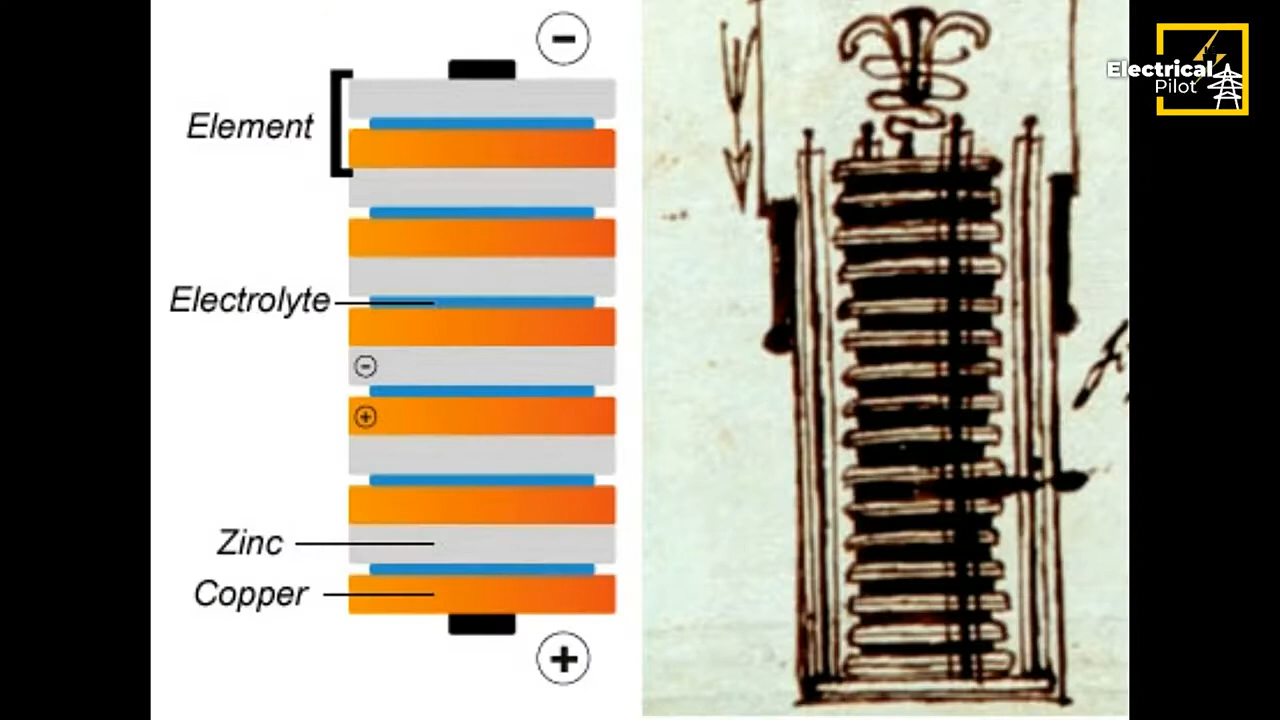 −
Element
Electrolyte
−
+
Zinc
Copper
+
Electrical
Pilot